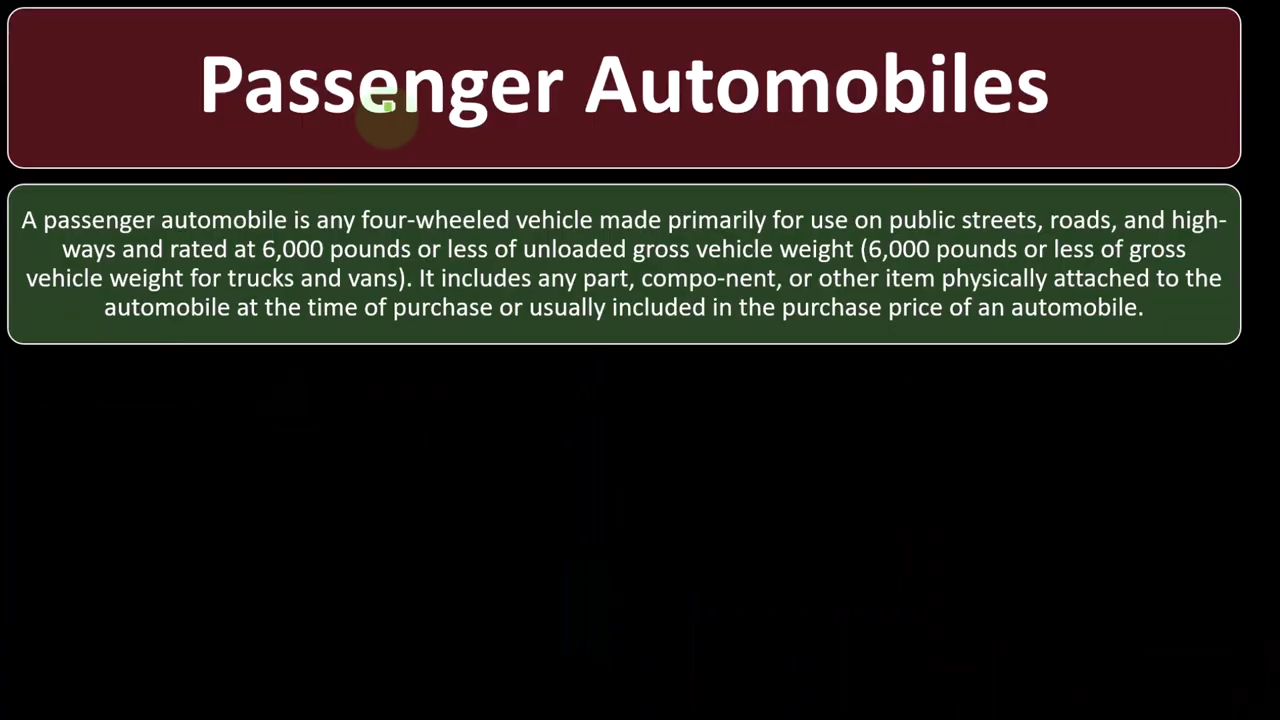 Passenger Automobiles
A passenger automobile is any four-wheeled vehicle made primarily for use on public streets, roads, and high-
ways and rated at 6,000 pounds or less of unloaded gross vehicle weight (6,000 pounds or less of gross
vehicle weight for trucks and vans). It includes any part, compo-nent, or other item physically attached to the
automobile at the time of purchase or usually included in the purchase price of an automobile.